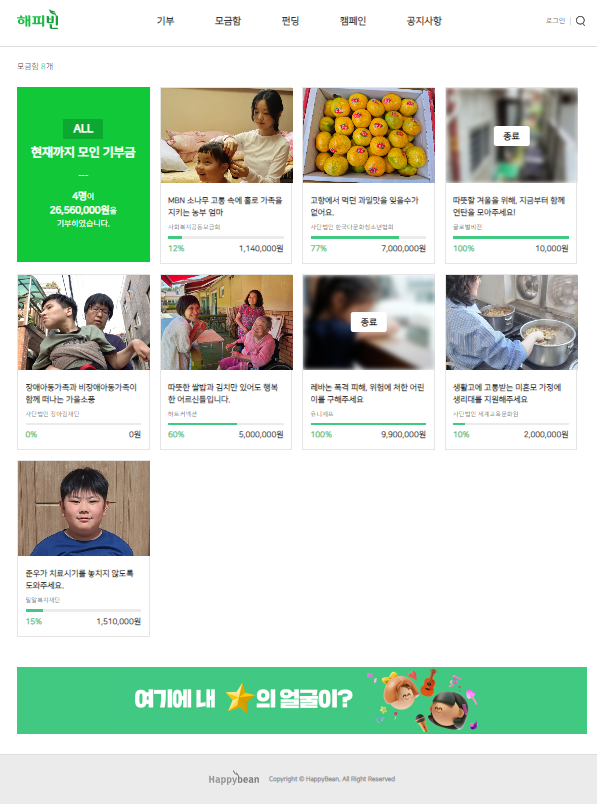 해피빈
기부 모금함 펀딩 캠페인 공지사항
로그인
모금함 8개
ALL
현재까지 모인 기부금
4명이
26,560,000원을
기부하였습니다.
MBN 소나무 고통 속에 홀로 가족을
지키는 농부 엄마
사회복지공동모금회
12% 1,140,000원
고향에서 먹던 과일맛을 잊을수가
없어요.
사단법인 한국다문화청소년협회
77% 7,000,000원
종료
따뜻할 겨울을 위해, 지금부터 함께
연탄을 모아주세요!
글로벌비전
100% 10,000원
장애아동가족과 비장애아동가족이
함께 떠나는 가을소풍
사단법인 장아람재단
0% 0원
따뜻한 쌀밥과 김치만 있어도 행복
한 어르신들입니다.
하트커넥션
60% 5,000,000원
종료
레바논 폭격 피해, 위험에 처한 어린
이를 구해주세요
유니세프
100% 9,900,000원
생활고에 고통받는 미혼모 가정에
생리대를 지원해주세요
사단법인 세계교육문화원
10% 2,000,000원
준우가 치료시기를 놓치지 않도록
도와주세요.
밀알복지재단
15% 1,510,000원
여기에 내 의 얼굴이?
Happybean Copyright © HappyBean, All Right Reserved